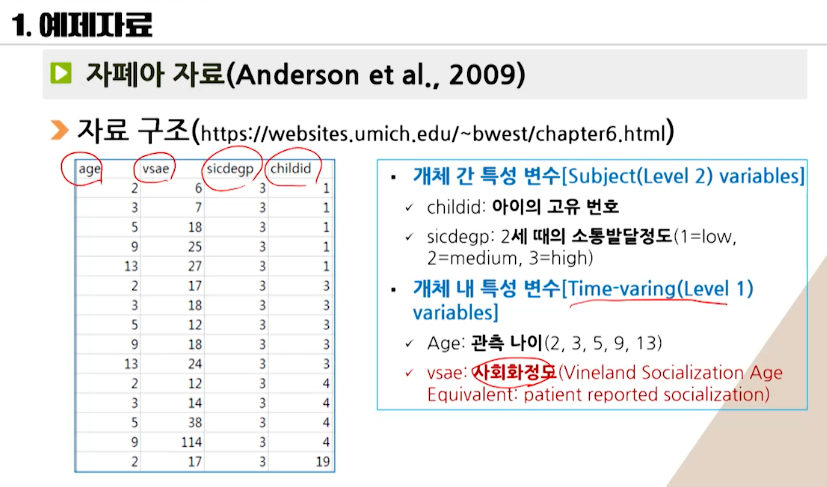 1. 예제자료
자폐아 자료(Anderson et al., 2009)
자료 구조(https://websites.umich.edu/~bwest/chapter6.html)
age vsae sicdegp childid
2 6 3 1
3 7 3 1
5 18 3 1
9 25 3 1
13 27 3 1
2 17 3 3
3 18 3 3
5 12 3 3
9 18 3 3
13 24 3 3
2 12 3 4
3 14 3 4
5 38 3 4
9 114 3 4
2 17 3 19
▪ 개체 간 특성 변수[Subject(Level 2) variables]
✓ childid: 아이의 고유 번호
✓ sicdegp: 2세 때의 소통발달정도(1=low,
2=medium, 3=high)
▪ 개체 내 특성 변수[Time-varing(Level 1)
variables]
✓ Age: 관측 나이(2, 3, 5, 9, 13)
✓ vsae: 사회화정도(Vineland Socialization Age
Equivalent: patient reported socialization)